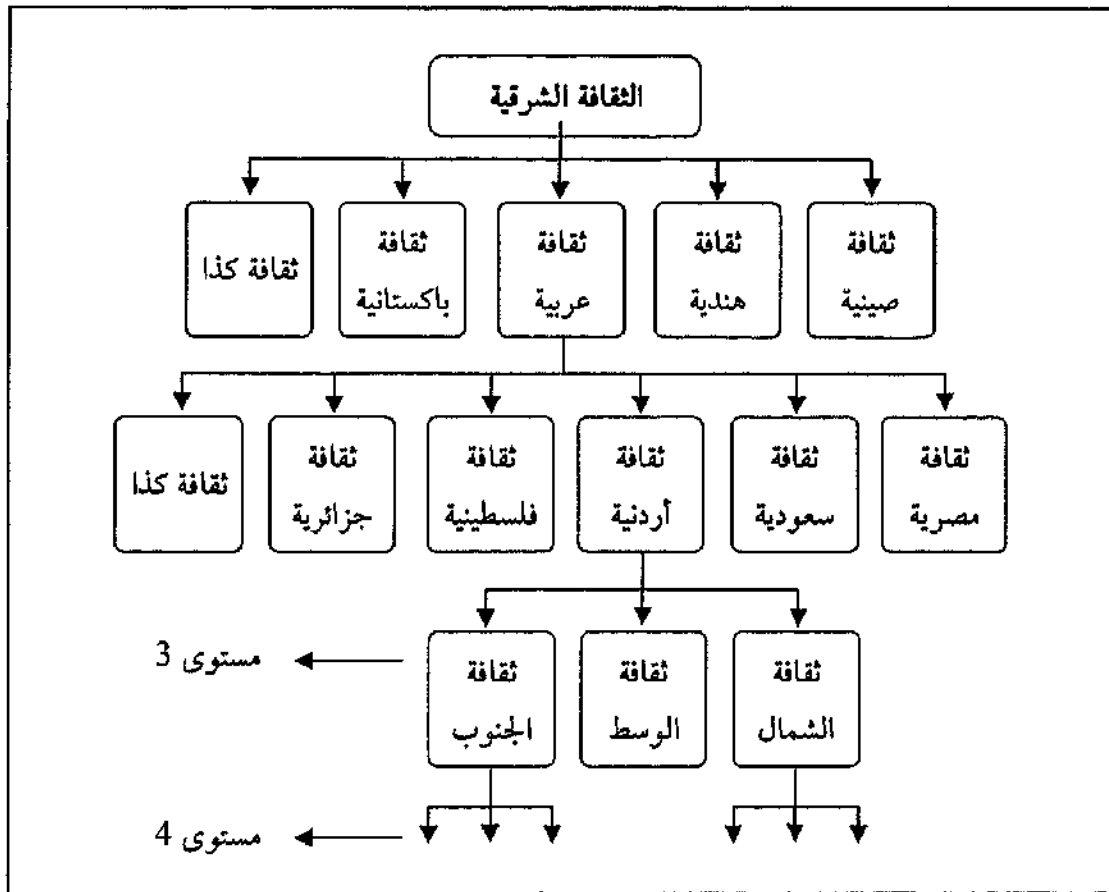 الثقافة الشرقية
ثقافة
صينية
ثقافة
هندية
ثقافة
عربية
ثقافة
باكستانية
ثقافة كذا
ثقافة
مصرية
ثقافة
سعودية
ثقافة
أردنية
ثقافة
فلسطينية
ثقافة
جزائرية
ثقافة كذا
ثقافة
الشمال
ثقافة
الوسط
ثقافة
الجنوب
مستوى 3
مستوى 4